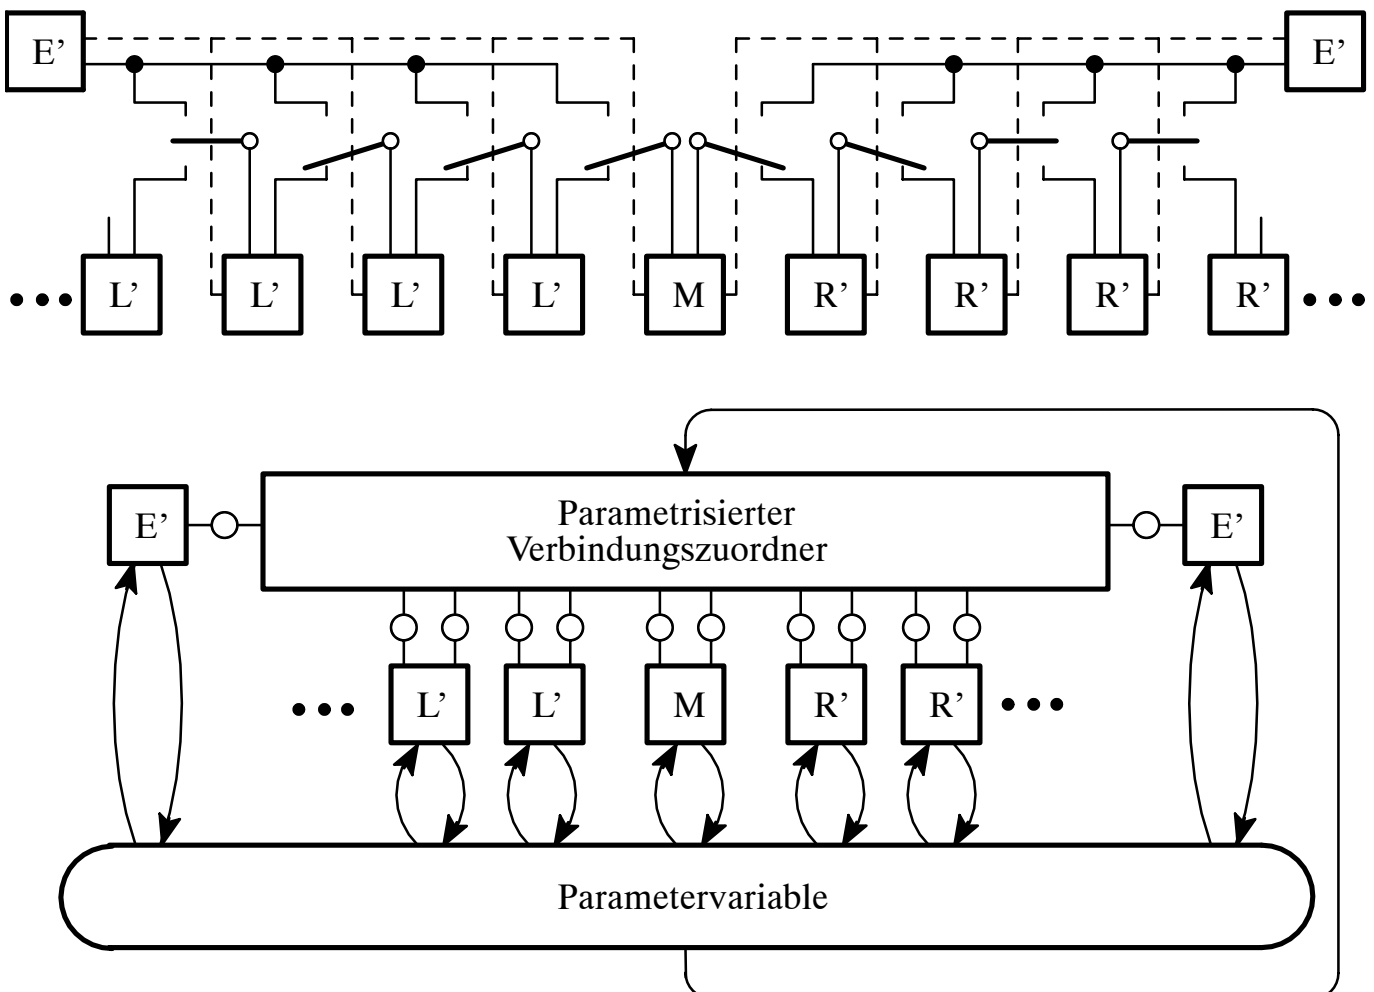 E’ E’
L’ L’ L’ L’ M R’ R’ R’ R’
Parametrisierter
Verbindungszuordner
E’ E’
L’ L’ M R’ R’
Parametervariable